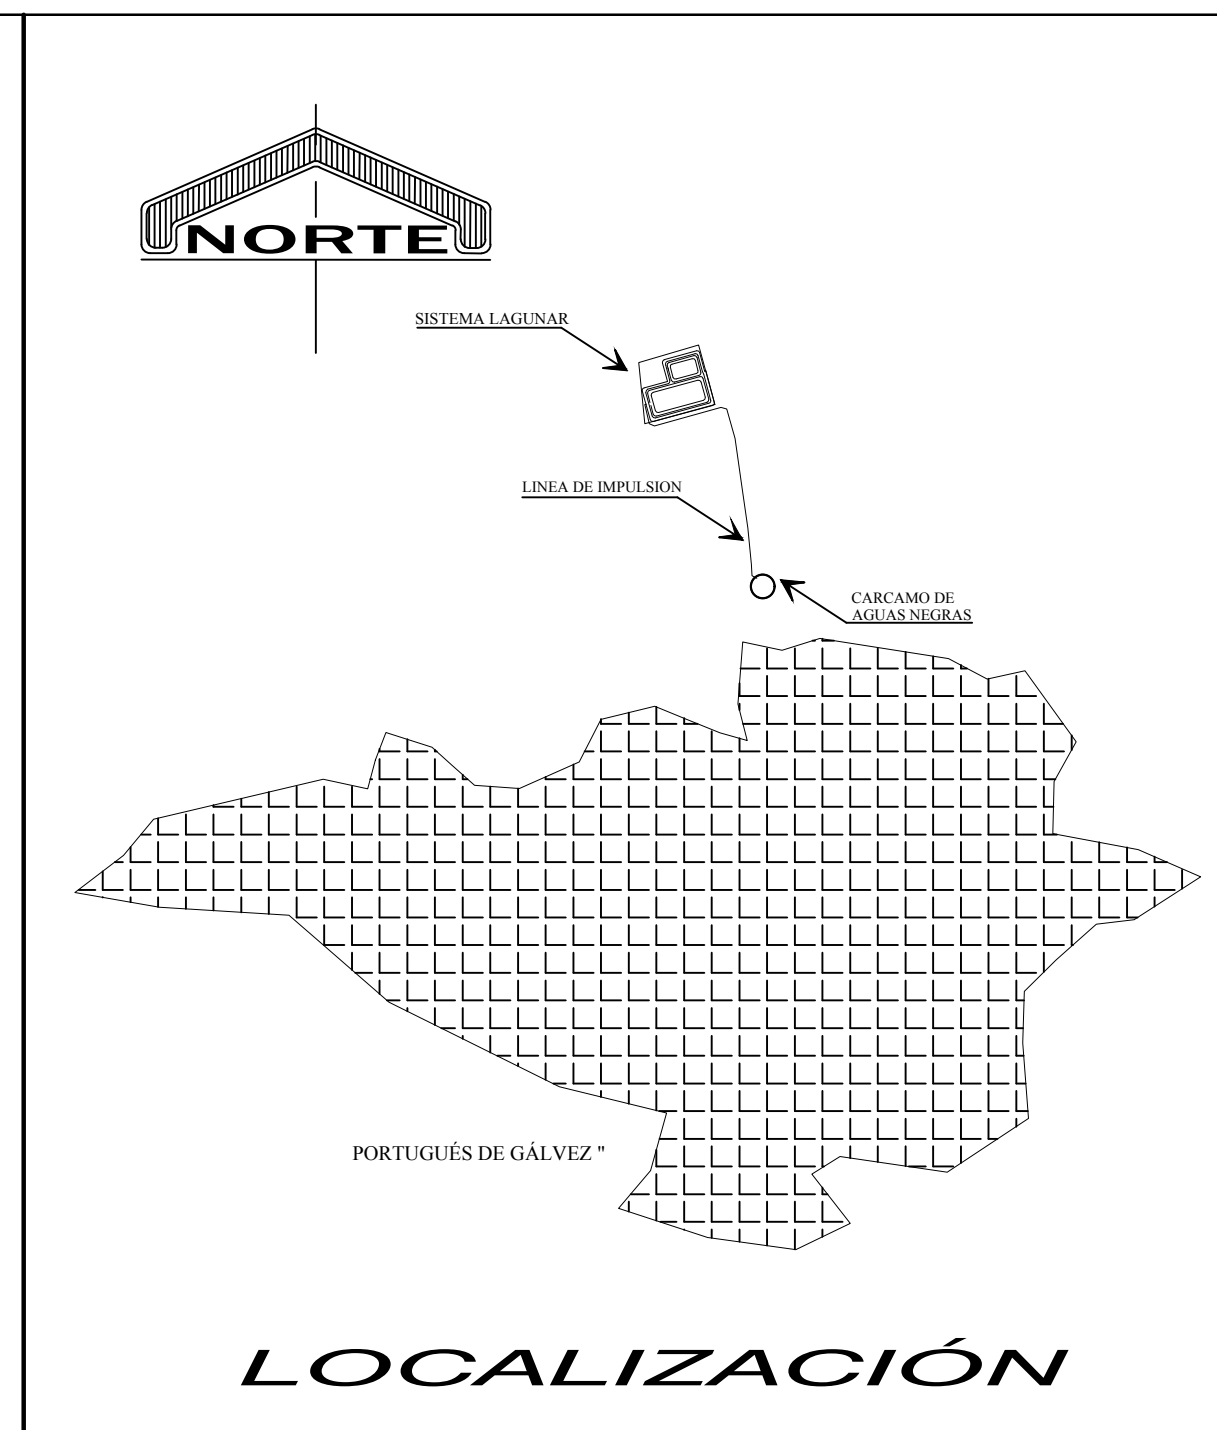 NORTE
SISTEMA LAGUNAR
LINEA DE IMPULSION
CARCAMO DE
AGUAS NEGRAS
PORTUGUÉS DE GÁLVEZ "
LOCALIZACIÓN